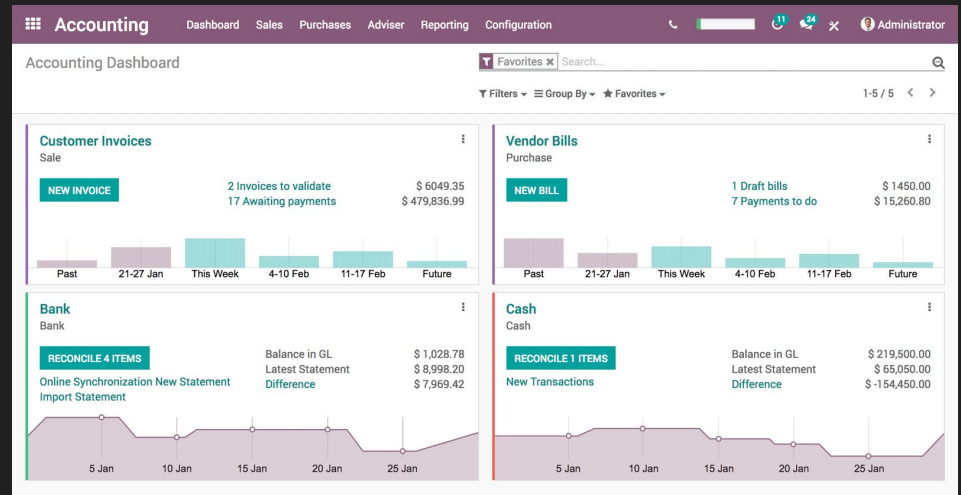 Accounting Dashboard Sales Purchases Adviser Reporting Configuration 11 24 Administrator
Accounting Dashboard
Favorites Search...
Filters Group By Favorites 1-5 / 5
Customer Invoices
Sale
NEW INVOICE
2 Invoices to validate $ 6049.35
17 Awaiting payments $ 479,836.99
Past 21-27 Jan This Week 4-10 Feb 11-17 Feb Future
Vendor Bills
Purchase
NEW BILL
1 Draft bills $ 1450.00
7 Payments to do $ 15,260.80
Past 21-27 Jan This Week 4-10 Feb 11-17 Feb Future
Bank
Bank
RECONCILE 4 ITEMS
Online Synchronization New Statement
Import Statement
Balance in GL $ 1,028.78
Latest Statement $ 8,998.20
Difference $ 7,969.42
5 Jan 10 Jan 15 Jan 20 Jan 25 Jan
Cash
Cash
RECONCILE 1 ITEMS
New Transactions
Balance in GL $ 219,500.00
Latest Statement $ 65,050.00
Difference $ -154,450.00
5 Jan 10 Jan 15 Jan 20 Jan 25 Jan